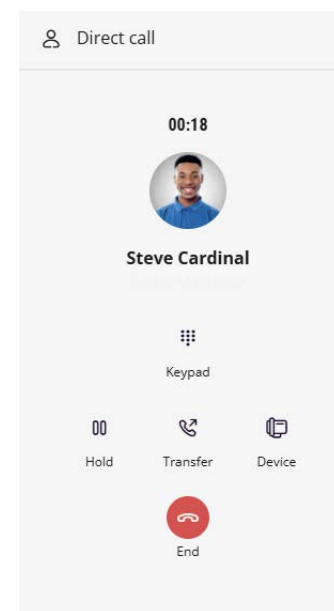 Direct call
00:18
Steve Cardinal
Keypad
Hold Transfer Device
End